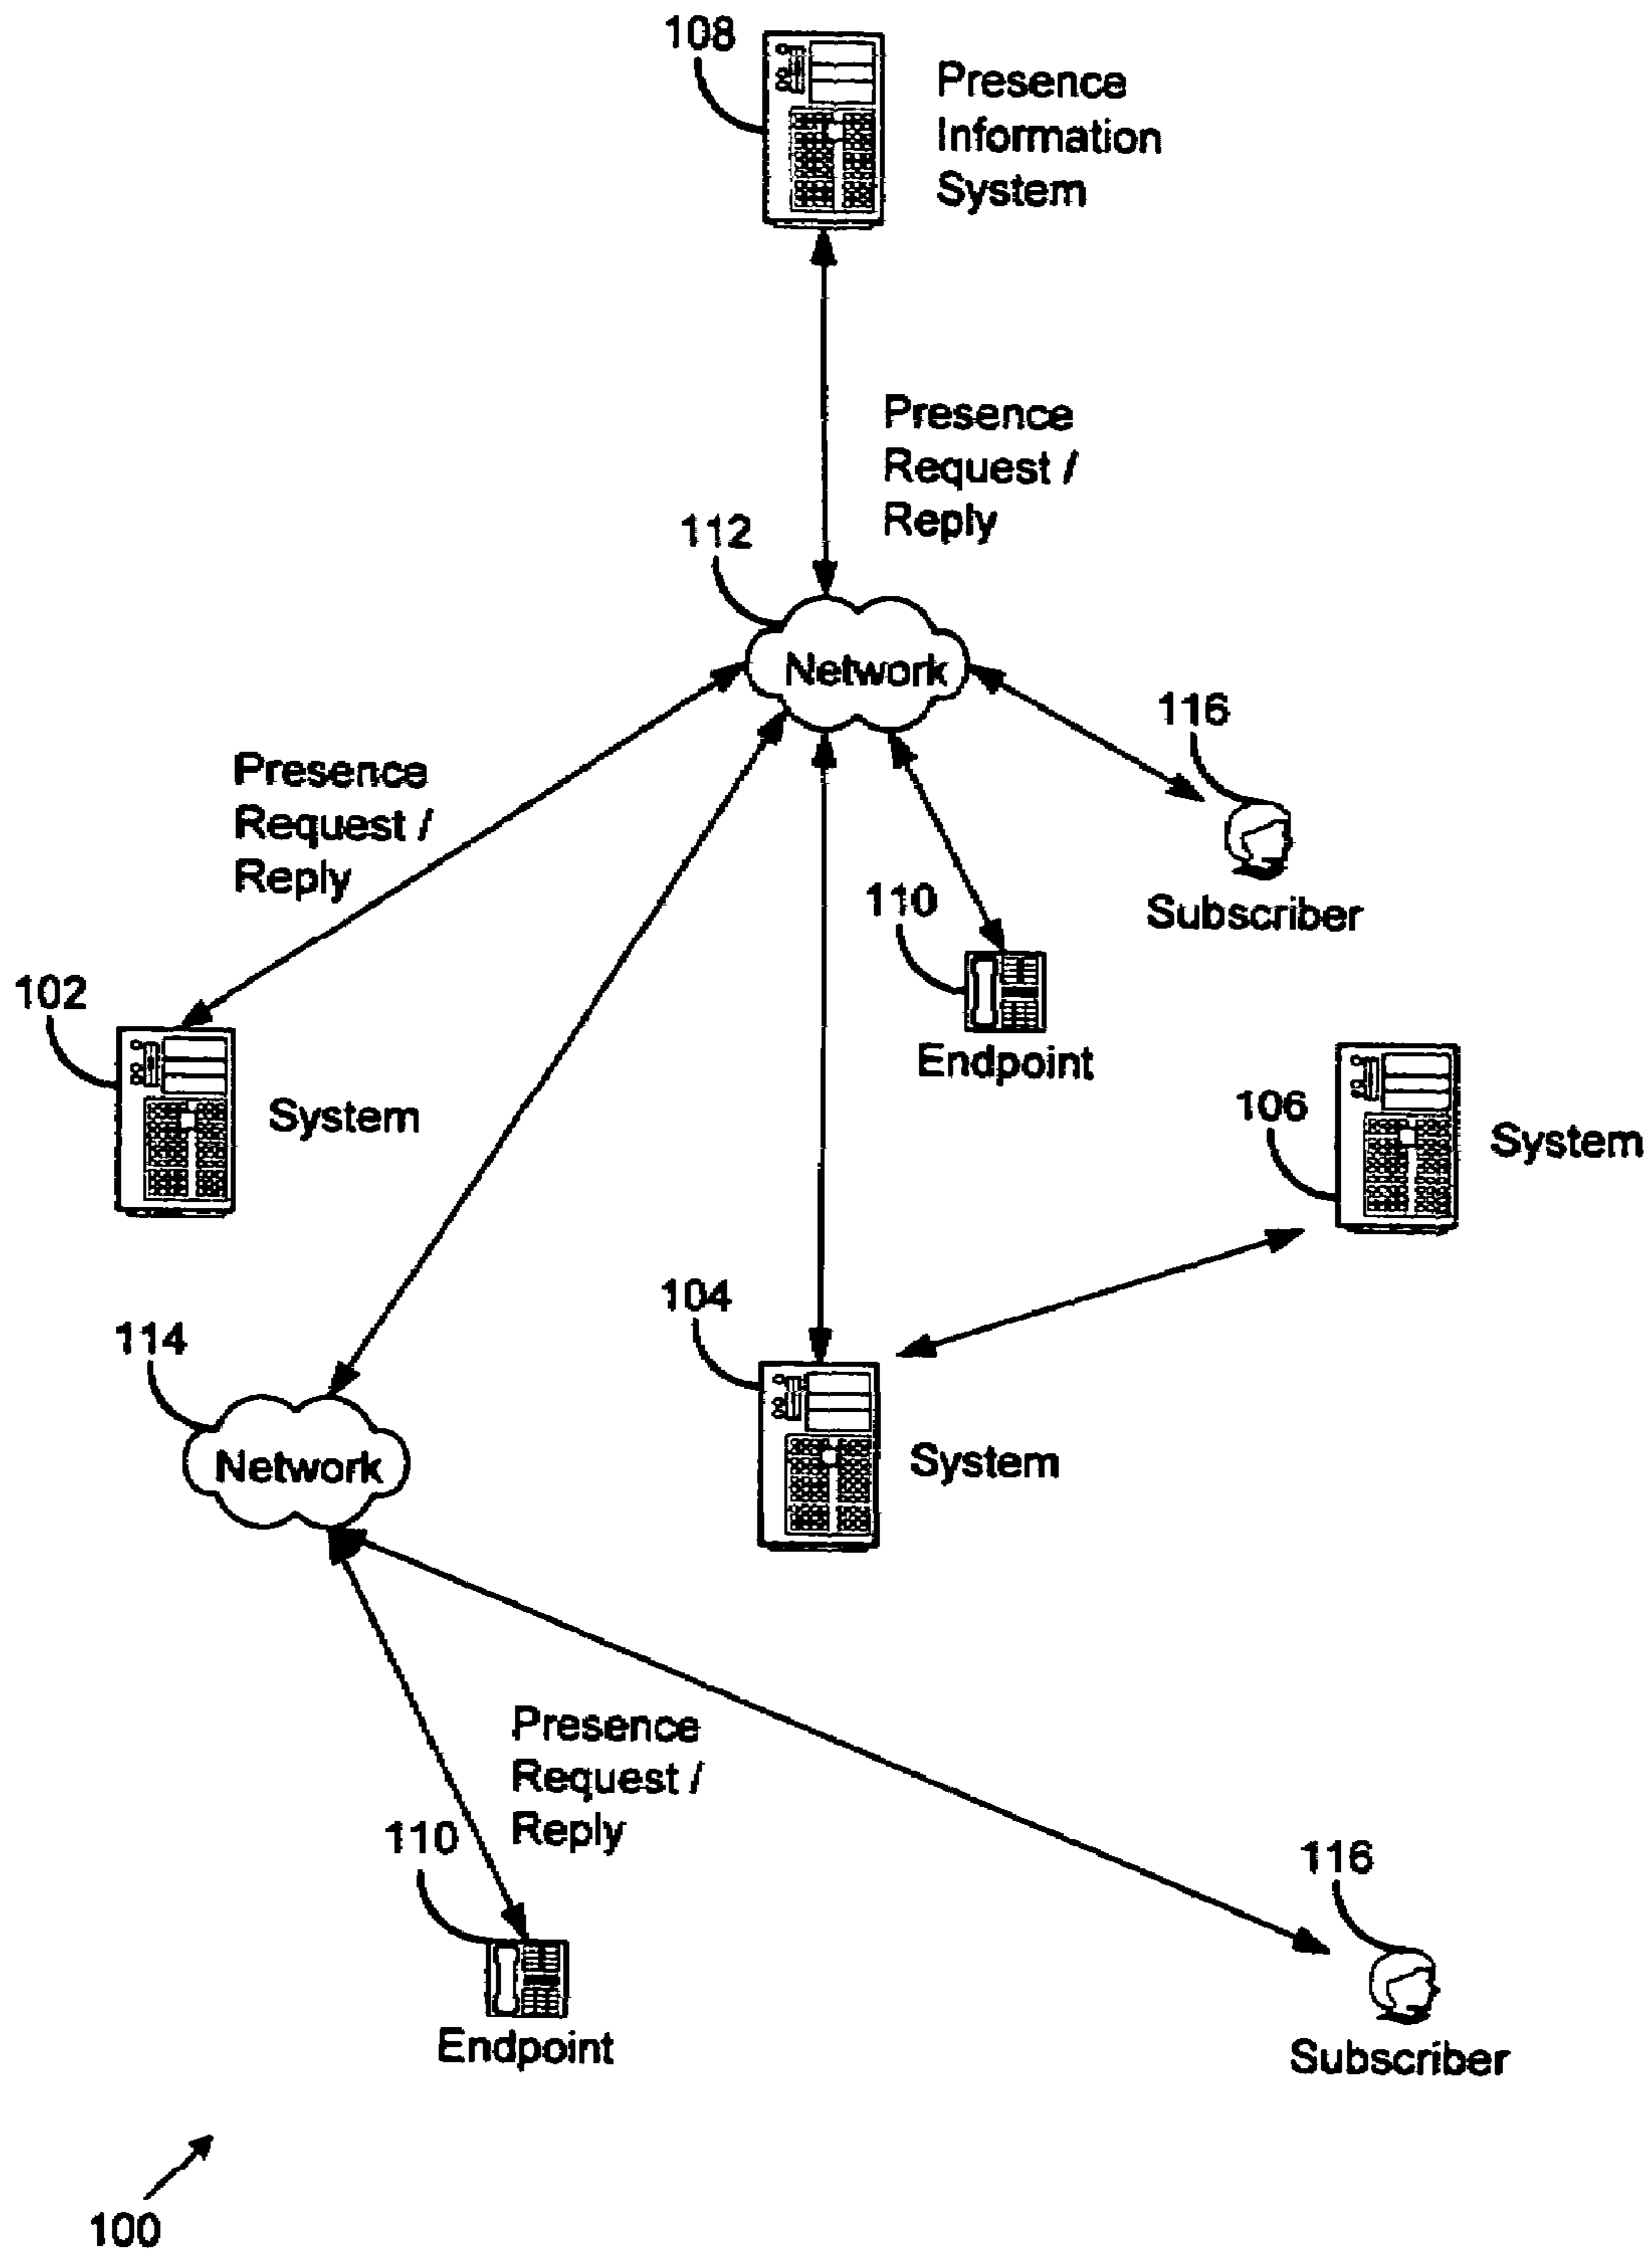 108
Presence
Information
System
Presence
Request /
Reply
112
Network
116
Subscriber
Presence
Request /
Reply
110
Endpoint
102
System
106
System
104
System
114
Network
Presence
Request /
Reply
110
Endpoint
116
Subscriber
100